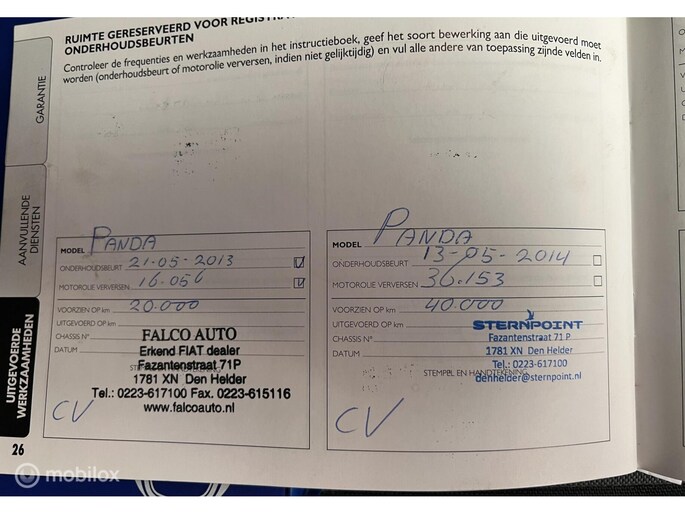 RUIMTE GERESERVEERD VOOR REGISTRA
ONDERHOUDSBEURTEN
Controleer de frequenties en werkzaamheden in het instructieboek, geef het soort bewerking aan die uitgevoerd moet
worden (onderhoudsbeurt of motorolie verversen, indien niet gelijktijdig) en vul alle andere van toepassing zijnde velden in.
GARANTIE
AANVULLENDE
DIENSTEN
UITGEVOERDE
WERKZAAMHEDEN
MODEL PANDA
ONDERHOUDSBEURT 21-05-2013
MOTOROLIE VERVERSEN 16.056
VOORZIEN OP km 20.000
UITGEVOERD OP km
CHASSIS N°
DATUM
FALCO AUTO
Erkend FIAT dealer
Fazantenstraat 71P
1781 XN Den Helder
Tel.: 0223-617100 Fax. 0223-615116
www.falcoauto.nl
CV
MODEL PANDA
ONDERHOUDSBEURT 13-05-2014
MOTOROLIE VERVERSEN 36.153
VOORZIEN OP km 40.000
UITGEVOERD OP km
CHASSIS N°
DATUM
STERNPOINT
Fazantenstraat 71 P
1781 XN Den Helder
Tel.: 0223-617100
STEMPEL EN HANDTEKENING
denhelder@sternpoint.nl
CV
26
mobilox